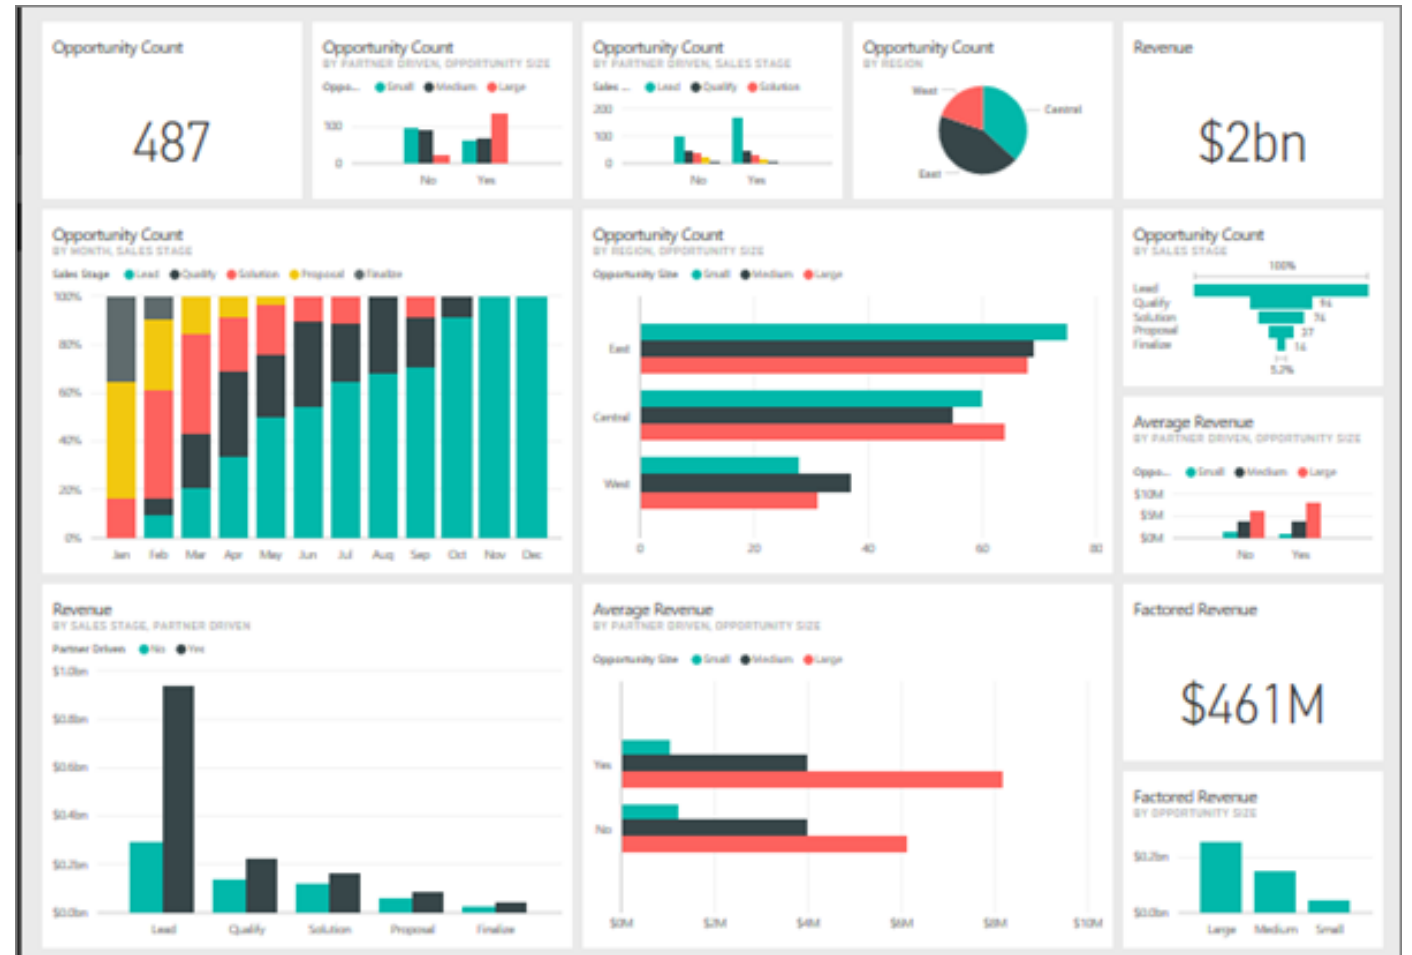 Opportunity Count
487
Opportunity Count
BY PARTNER DRIVEN, OPPORTUNITY SIZE
Oppo... Small Medium Large
100
0
No Yes
Opportunity Count
BY PARTNER DRIVEN, SALES STAGE
Sales ... Lead Qualify Solution
200
100
0
No Yes
Opportunity Count
BY REGION
West
Central
East
Revenue
$2bn
Opportunity Count
BY MONTH, SALES STAGE
Sales Stage Lead Qualify Solution Proposal Finalize
100%
80%
60%
40%
20%
0%
Jan Feb Mar Apr May Jun Jul Aug Sep Oct Nov Dec
Opportunity Count
BY REGION, OPPORTUNITY SIZE
Opportunity Size Small Medium Large
East
Central
West
0 20 40 60 80
Opportunity Count
BY SALES STAGE
100%
Lead
Qualify 94
Solution 74
Proposal 37
Finalize 14
5.2%
Average Revenue
BY PARTNER DRIVEN, OPPORTUNITY SIZE
Oppo... Small Medium Large
$10M
$5M
$0M
No Yes
Revenue
BY SALES STAGE, PARTNER DRIVEN
Partner Driven No Yes
$1.0bn
$0.8bn
$0.6bn
$0.4bn
$0.2bn
$0.0bn
Lead Qualify Solution Proposal Finalize
Average Revenue
BY PARTNER DRIVEN, OPPORTUNITY SIZE
Opportunity Size Small Medium Large
Yes
No
$0M $2M $4M $6M $8M $10M
Factored Revenue
$461M
Factored Revenue
BY OPPORTUNITY SIZE
$0.2bn
$0.0bn
Large Medium Small